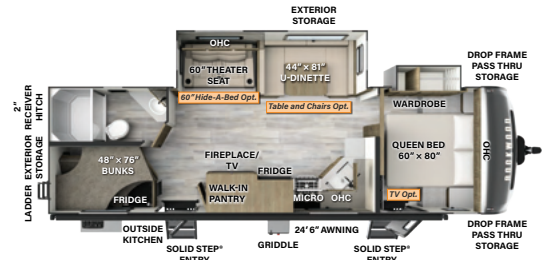 EXTERIOR
STORAGE
OHC
60" THEATER
SEAT
60" Hide-A-Bed Opt.
44" x 81"
U-DINETTE
Table and Chairs Opt.
DROP FRAME
PASS THRU
STORAGE
WARDROBE
QUEEN BED
60" x 80"
OHC
TV Opt.
2"
RECEIVER
HITCH
EXTERIOR
STORAGE
LADDER
48" x 76"
BUNKS
FRIDGE
FIREPLACE/
TV
FRIDGE
WALK-IN
PANTRY
MICRO
OHC
OUTSIDE
KITCHEN
SOLID STEP®
ENTRY
GRIDDLE
24' 6" AWNING
SOLID STEP®
ENTRY
DROP FRAME
PASS THRU
STORAGE